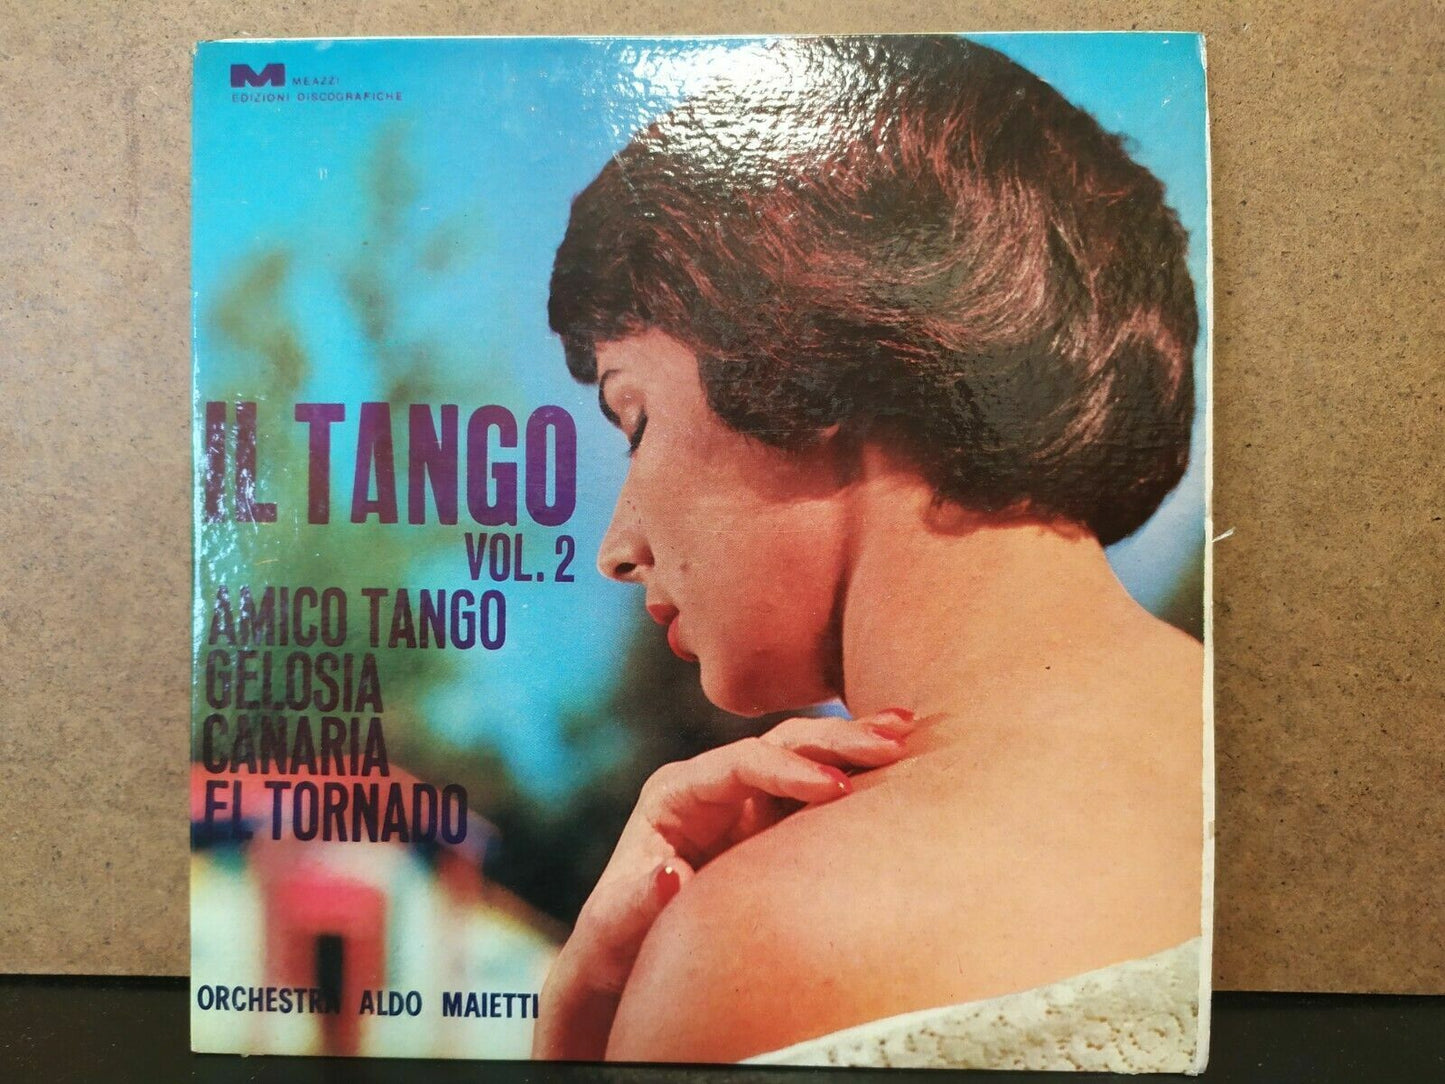 M MEAZZI
EDIZIONI DISCOGRAFICHE
IL TANGO
VOL. 2
AMICO TANGO
GELOSIA
CANARIA
EL TORNADO
ORCHESTRA ALDO MAIETTI